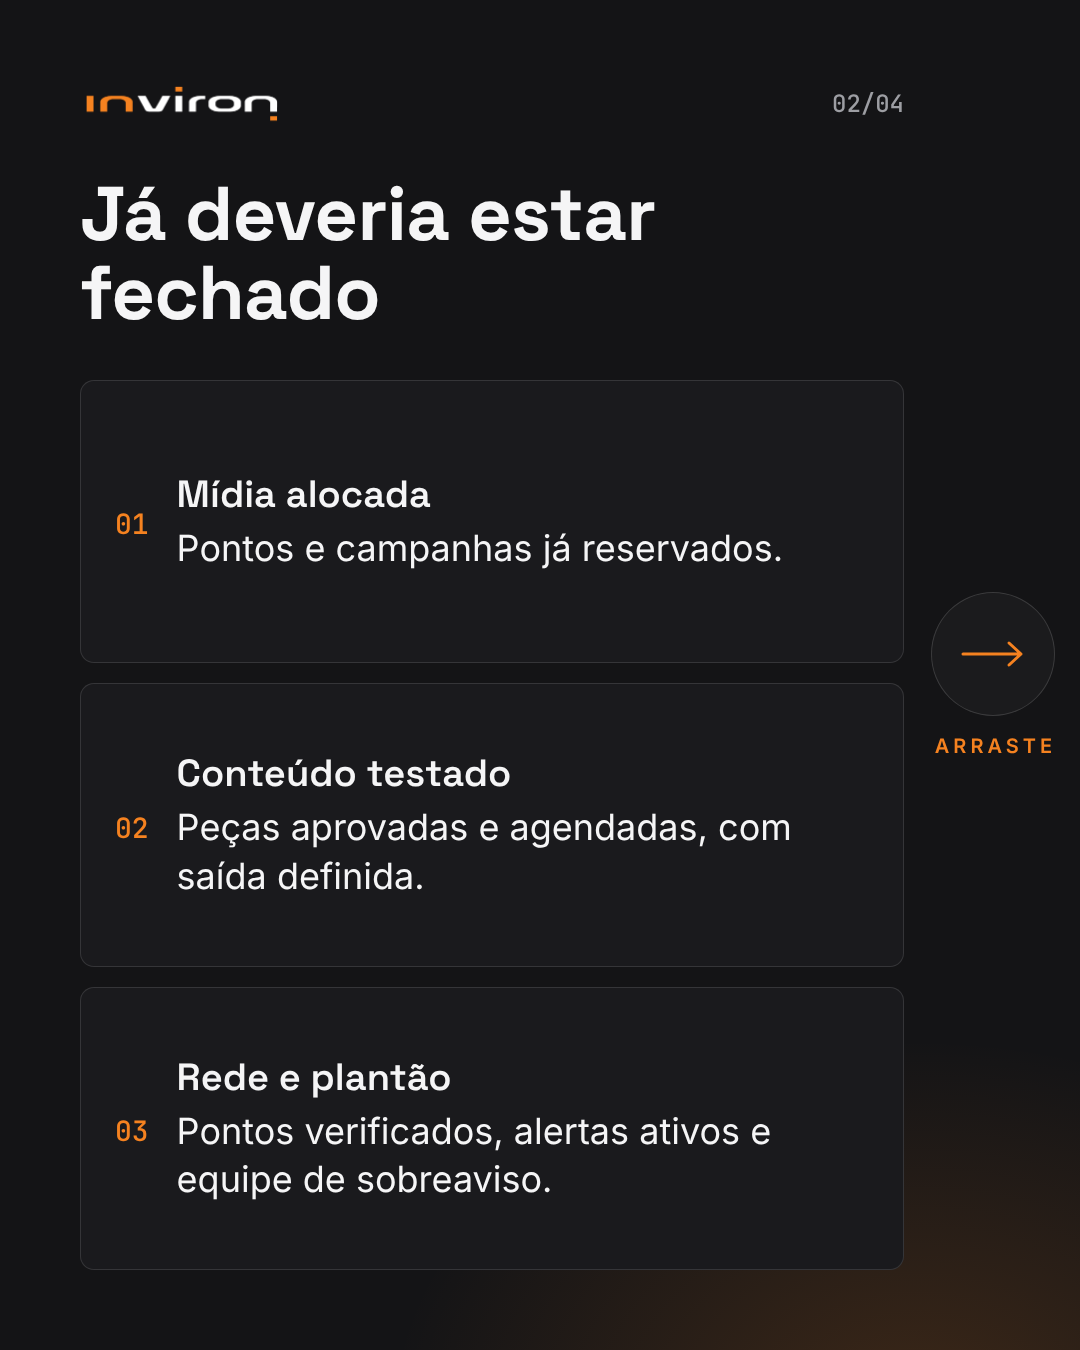 inviron
02/04
Já deveria estar
fechado
01
Mídia alocada
Pontos e campanhas já reservados.
ARRASTE
02
Conteúdo testado
Peças aprovadas e agendadas, com
saída definida.
03
Rede e plantão
Pontos verificados, alertas ativos e
equipe de sobreaviso.